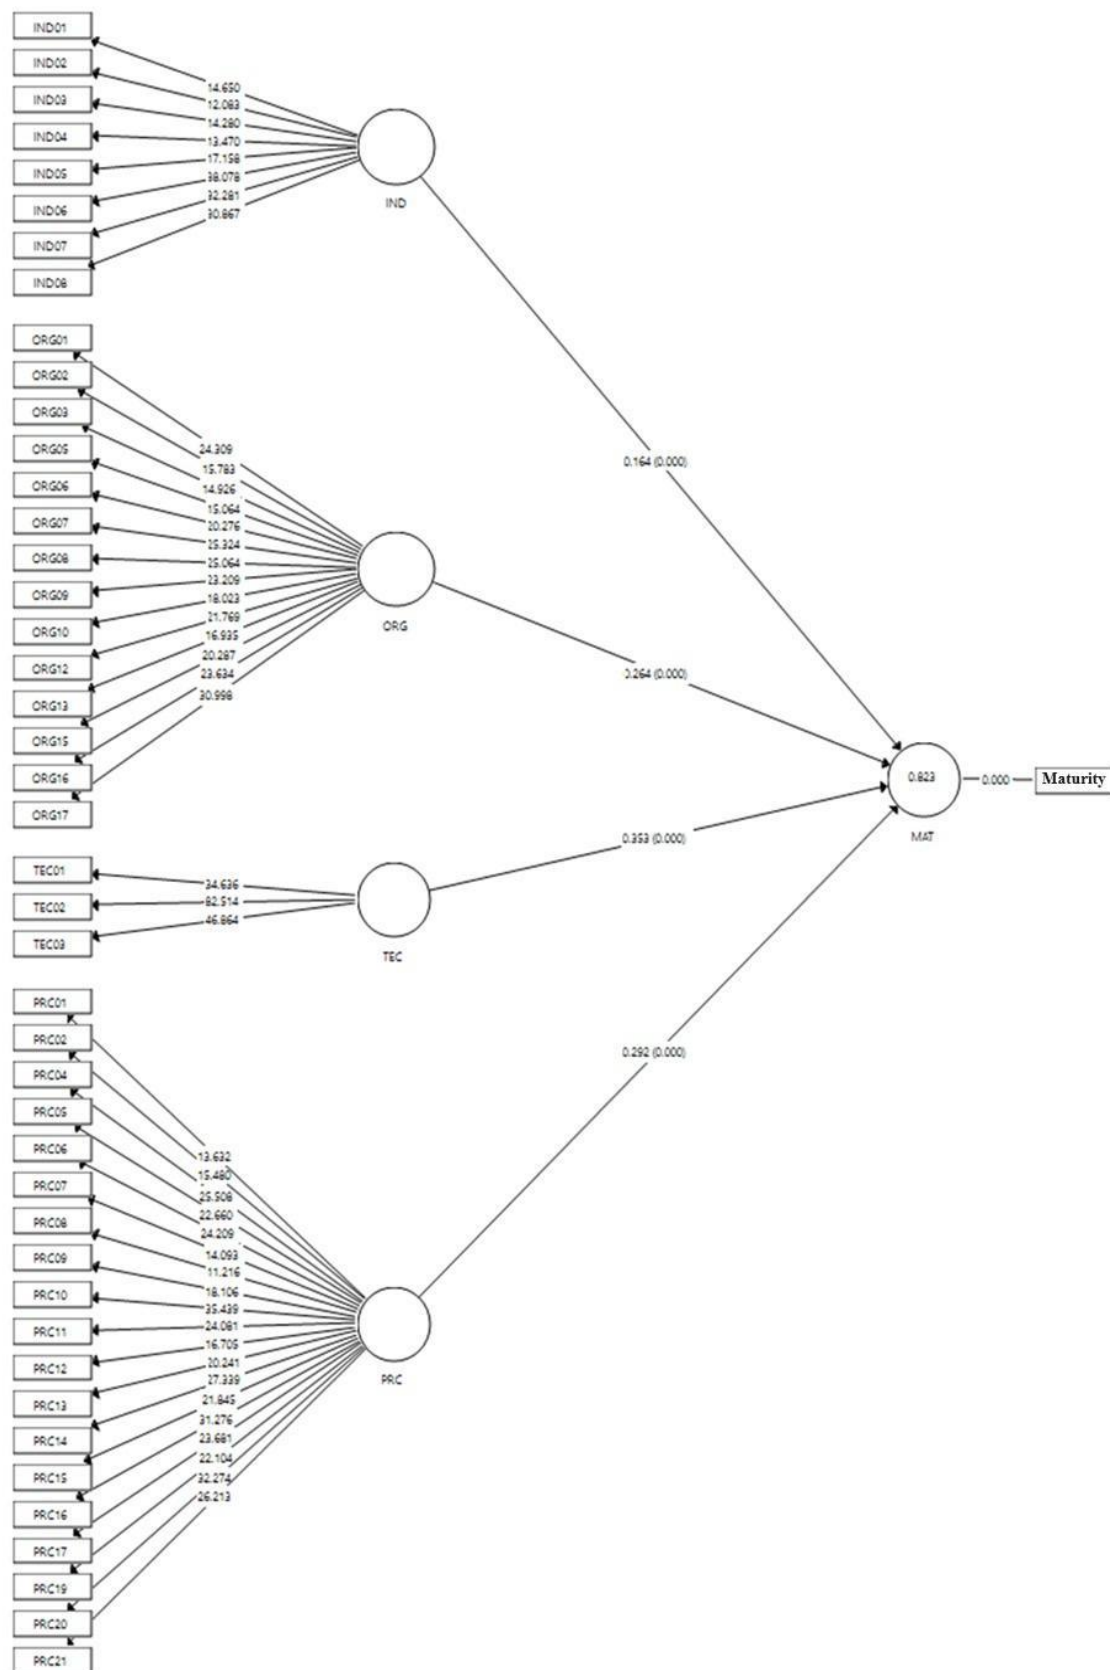 IND01
IND02
IND03
IND04
IND05
IND06
IND07
IND08
14.650
12.083
14.280
13.470
17.158
38.078
32.281
30.867
IND
0.164 (0.000)
ORG01
ORG02
ORG03
ORG05
ORG06
ORG07
ORG08
ORG09
ORG10
ORG12
ORG13
ORG15
ORG16
ORG17
24.309
15.783
14.926
15.064
20.276
25.324
25.064
23.209
18.023
21.769
16.935
20.287
23.634
30.998
ORG
0.264 (0.000)
TEC01
TEC02
TEC03
34.636
82.514
46.864
TEC
0.353 (0.000)
0.823
MAT
0.000
Maturity
PRC01
PRC02
PRC04
PRC05
PRC06
PRC07
PRC08
PRC09
PRC10
PRC11
PRC12
PRC13
PRC14
PRC15
PRC16
PRC17
PRC19
PRC20
PRC21
13.632
15.480
25.508
22.660
24.209
14.093
11.216
18.106
35.439
24.081
16.705
20.241
27.339
21.845
31.276
23.681
22.104
32.274
26.213
PRC
0.292 (0.000)